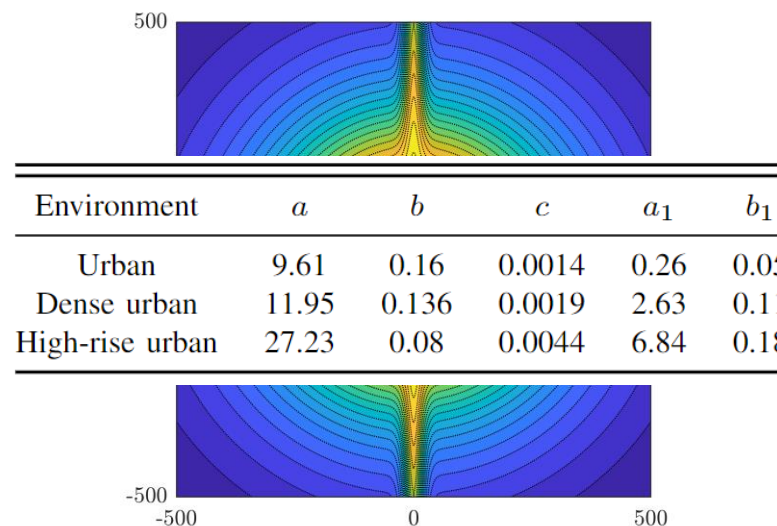 500
Environment a b c a₁ b₁
Urban 9.61 0.16 0.0014 0.26
Dense urban 11.95 0.136 0.0019 2.63
High-rise urban 27.23 0.08 0.0044 6.84
-500
-500 0 500